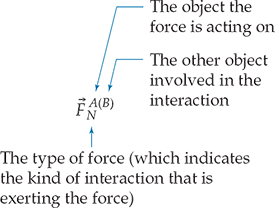 The object the
force is acting on
The other object
involved in the
interaction
F⃗_N^{A(B)}
The type of force (which indicates
the kind of interaction that is
exerting the force)